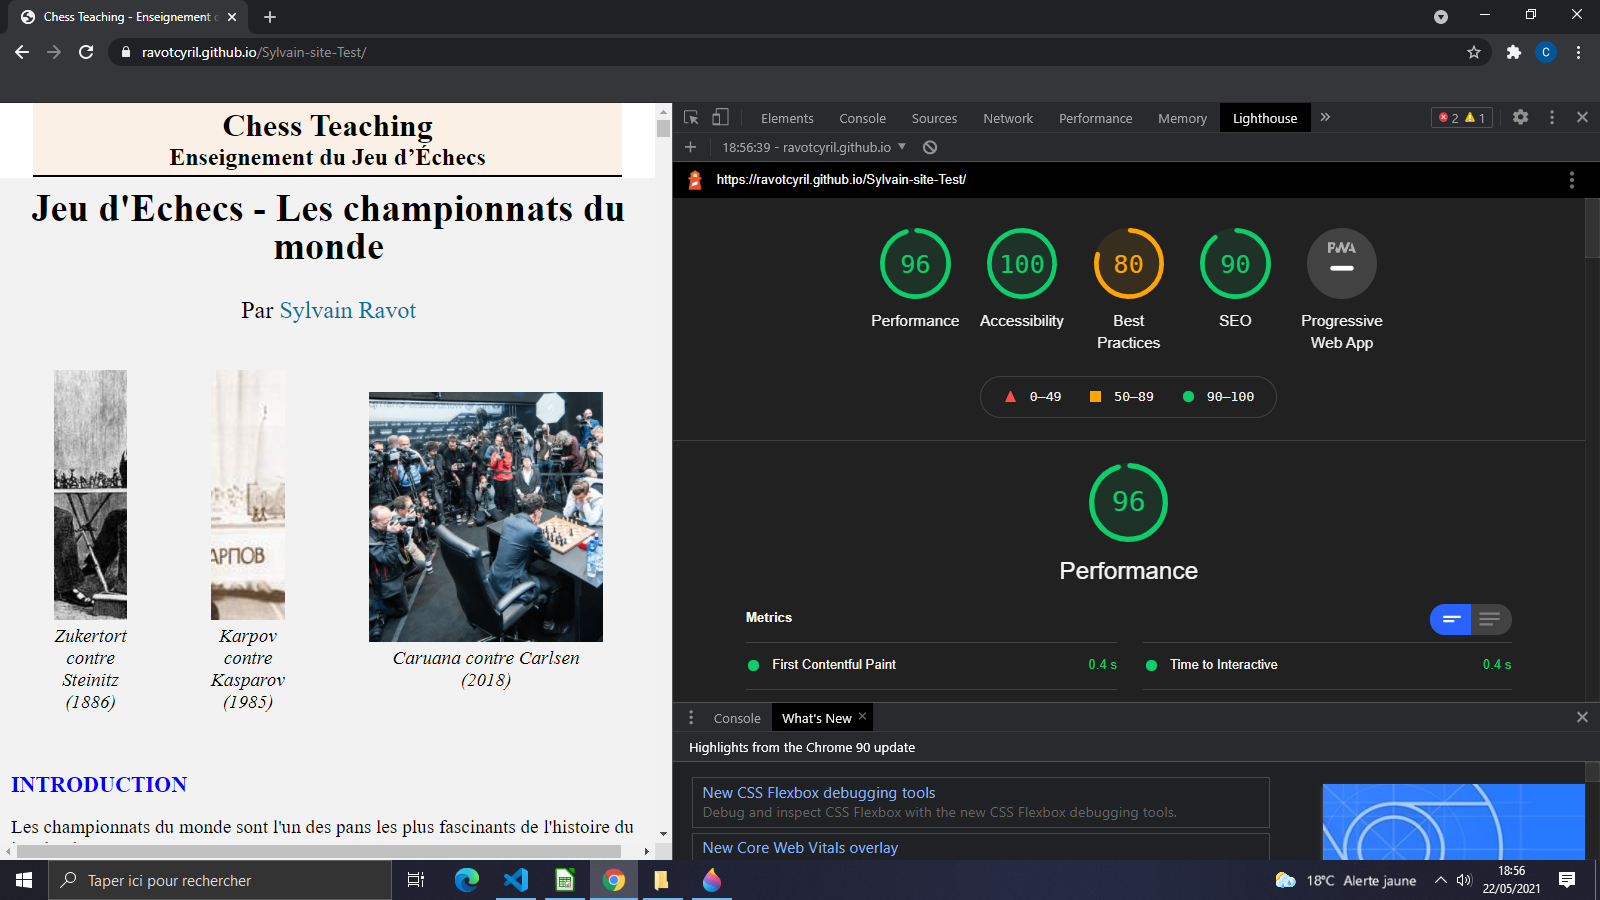 Chess Teaching - Enseignement d
ravotcyril.github.io/Sylvain-site-Test/
C
Chess Teaching
Enseignement du Jeu d’Échecs
Jeu d'Echecs - Les championnats du
monde
Par Sylvain Ravot
АРПОВ
Zukertort
contre
Steinitz
(1886)
Karpov
contre
Kasparov
(1985)
Caruana contre Carlsen
(2018)
INTRODUCTION
Les championnats du monde sont l'un des pans les plus fascinants de l'histoire du
Elements Console Sources Network Performance Memory Lighthouse » 2 1
18:56:39 - ravotcyril.github.io
https://ravotcyril.github.io/Sylvain-site-Test/
96 100 80 90 PWA
Performance Accessibility Best Practices SEO Progressive Web App
0–49 50–89 90–100
96
Performance
Metrics
First Contentful Paint 0.4 s Time to Interactive 0.4 s
Console What's New
Highlights from the Chrome 90 update
New CSS Flexbox debugging tools
Debug and inspect CSS Flexbox with the new CSS Flexbox debugging tools.
New Core Web Vitals overlay
Taper ici pour rechercher
18°C Alerte jaune
18:56
22/05/2021